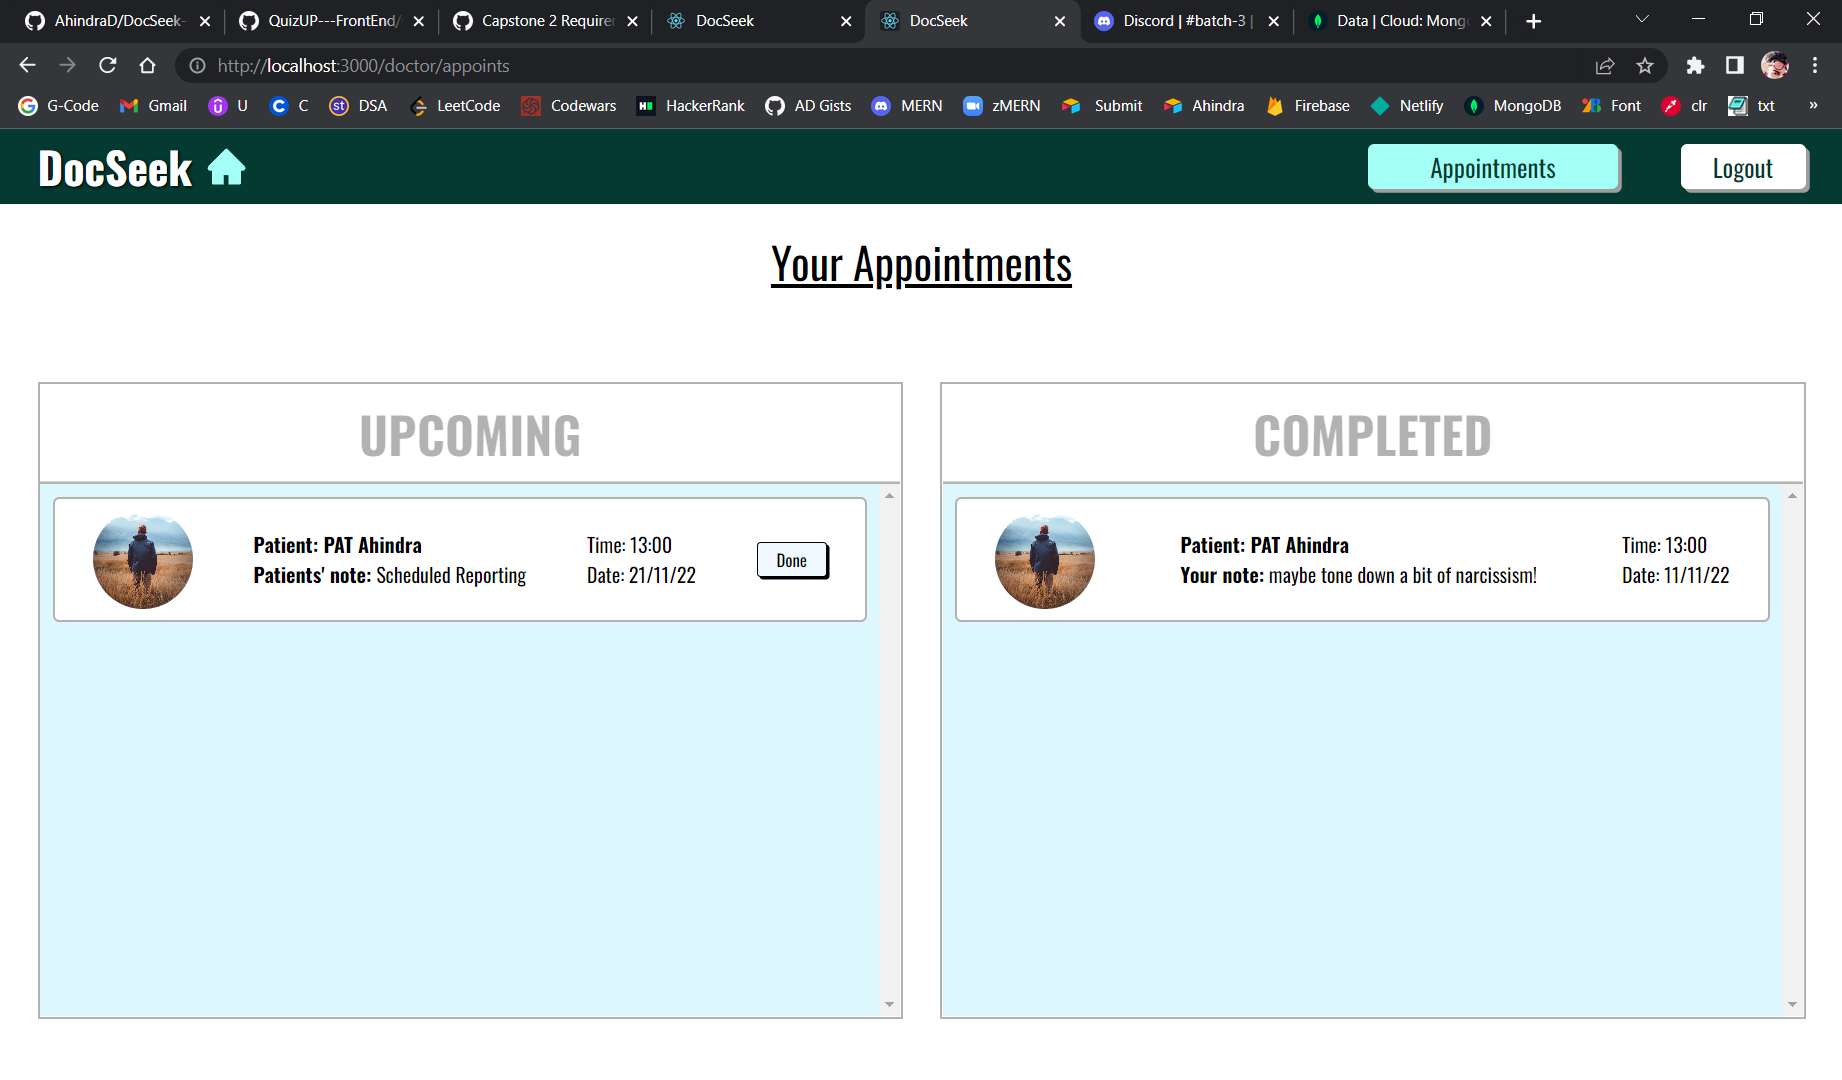 AhindraD/DocSeek-
QuizUP---FrontEnd/
Capstone 2 Requirer
DocSeek
DocSeek
Discord | #batch-3 |
Data | Cloud: Mong
http://localhost:3000/doctor/appoints
G-Code
Gmail
U
C
DSA
LeetCode
Codewars
HackerRank
AD Gists
MERN
zMERN
Submit
Ahindra
Firebase
Netlify
MongoDB
Font
clr
txt
»
DocSeek
Appointments
Logout
Your Appointments
UPCOMING
Patient: PAT Ahindra
Patients' note: Scheduled Reporting
Time: 13:00
Date: 21/11/22
Done
COMPLETED
Patient: PAT Ahindra
Your note: maybe tone down a bit of narcissism!
Time: 13:00
Date: 11/11/22